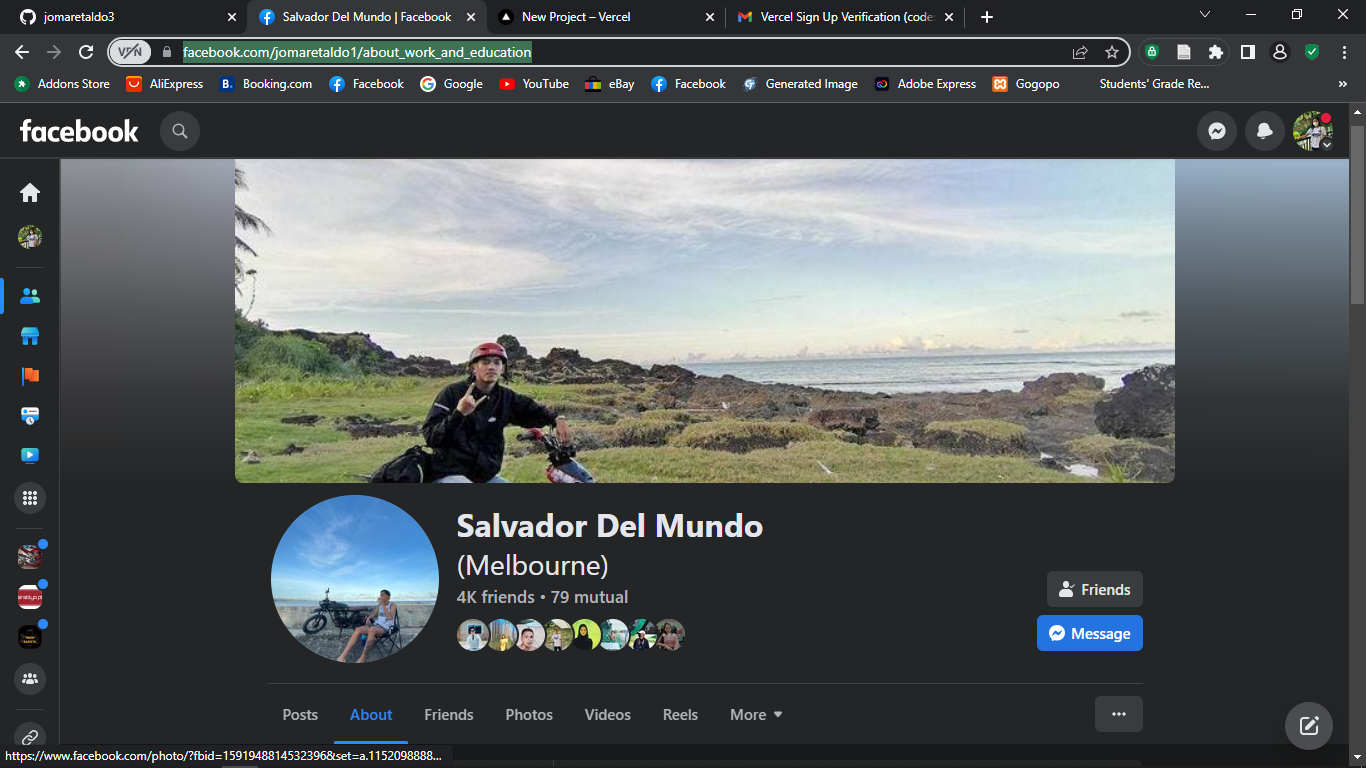 jomaretaldo3
Salvador Del Mundo | Facebook
New Project – Vercel
Vercel Sign Up Verification (code:
VPN
facebook.com/jomaretaldo1/about_work_and_education
Addons Store
AliExpress
B.
Booking.com
Facebook
Google
YouTube
eBay
Facebook
Generated Image
Adobe Express
Gogopo
Students' Grade Re...
»
facebook
Salvador Del Mundo
(Melbourne)
4K friends • 79 mutual
Friends
Message
Posts
About
Friends
Photos
Videos
Reels
More
https://www.facebook.com/photo/?fbid=1591948814532396&set=a.1152098888...